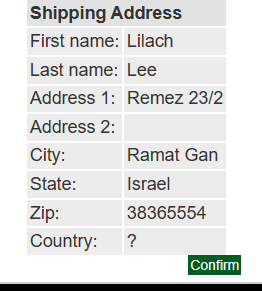 Shipping Address
First name: Lilach
Last name: Lee
Address 1: Remez 23/2
Address 2:
City: Ramat Gan
State: Israel
Zip: 38365554
Country: ?
Confirm